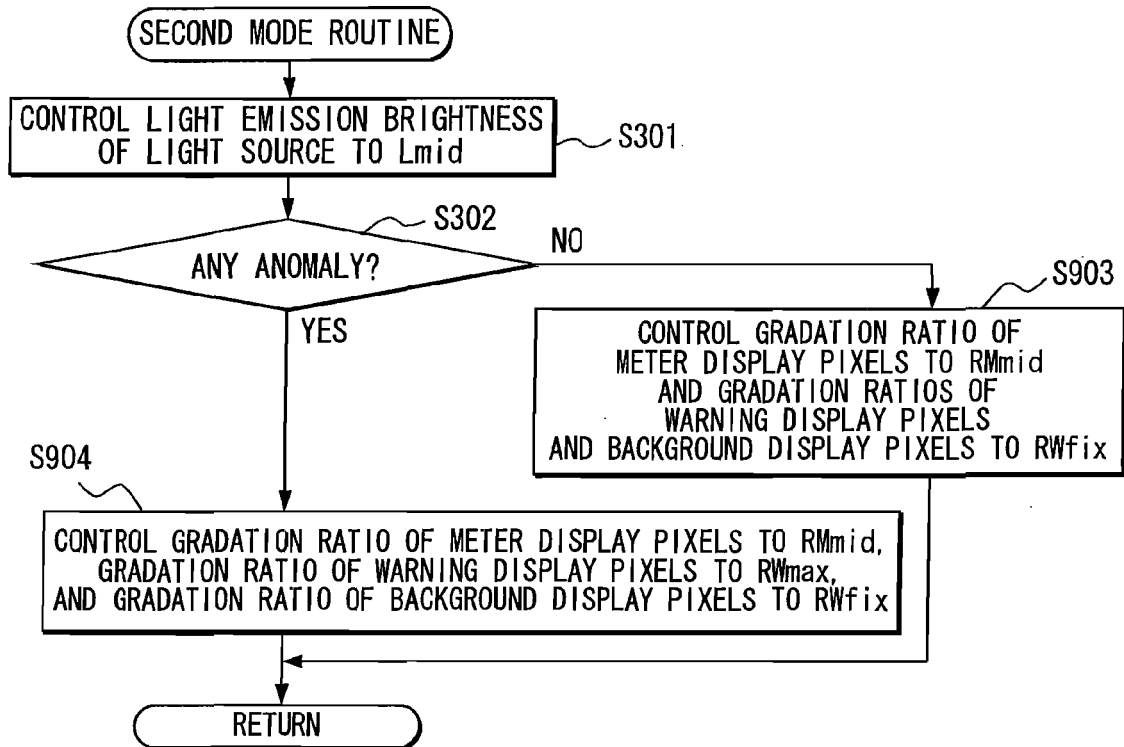 SECOND MODE ROUTINE
CONTROL LIGHT EMISSION BRIGHTNESS
OF LIGHT SOURCE TO Lmid
S301
S302
ANY ANOMALY?
NO
YES
S903
CONTROL GRADATION RATIO OF
METER DISPLAY PIXELS TO RMmid
AND GRADATION RATIOS OF
WARNING DISPLAY PIXELS
AND BACKGROUND DISPLAY PIXELS TO RWfix
S904
CONTROL GRADATION RATIO OF METER DISPLAY PIXELS TO RMmid,
GRADATION RATIO OF WARNING DISPLAY PIXELS TO RWmax,
AND GRADATION RATIO OF BACKGROUND DISPLAY PIXELS TO RWfix
RETURN